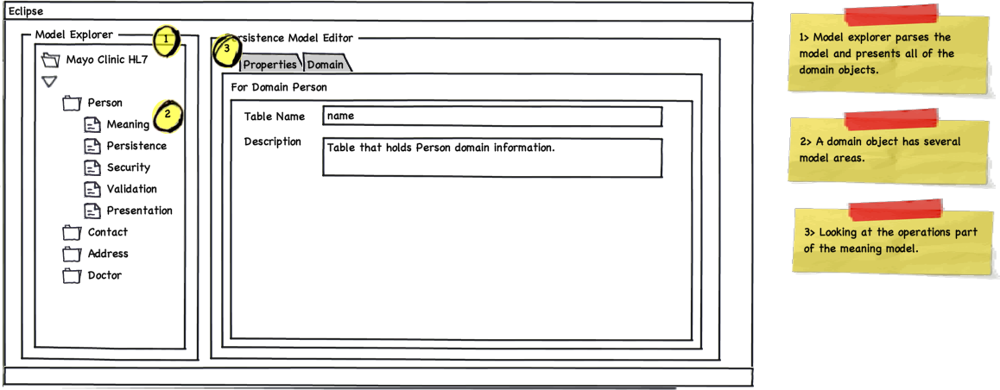 Eclipse
Model Explorer
1
Mayo Clinic HL7
Person
Meaning
2
Persistence
Security
Validation
Presentation
Contact
Address
Doctor
Persistence Model Editor
3
Properties
Domain
For Domain Person
Table Name
name
Description
Table that holds Person domain information.
1> Model explorer parses the
model and presents all of the
domain objects.
2> A domain object has several
model areas.
3> Looking at the operations part
of the meaning model.